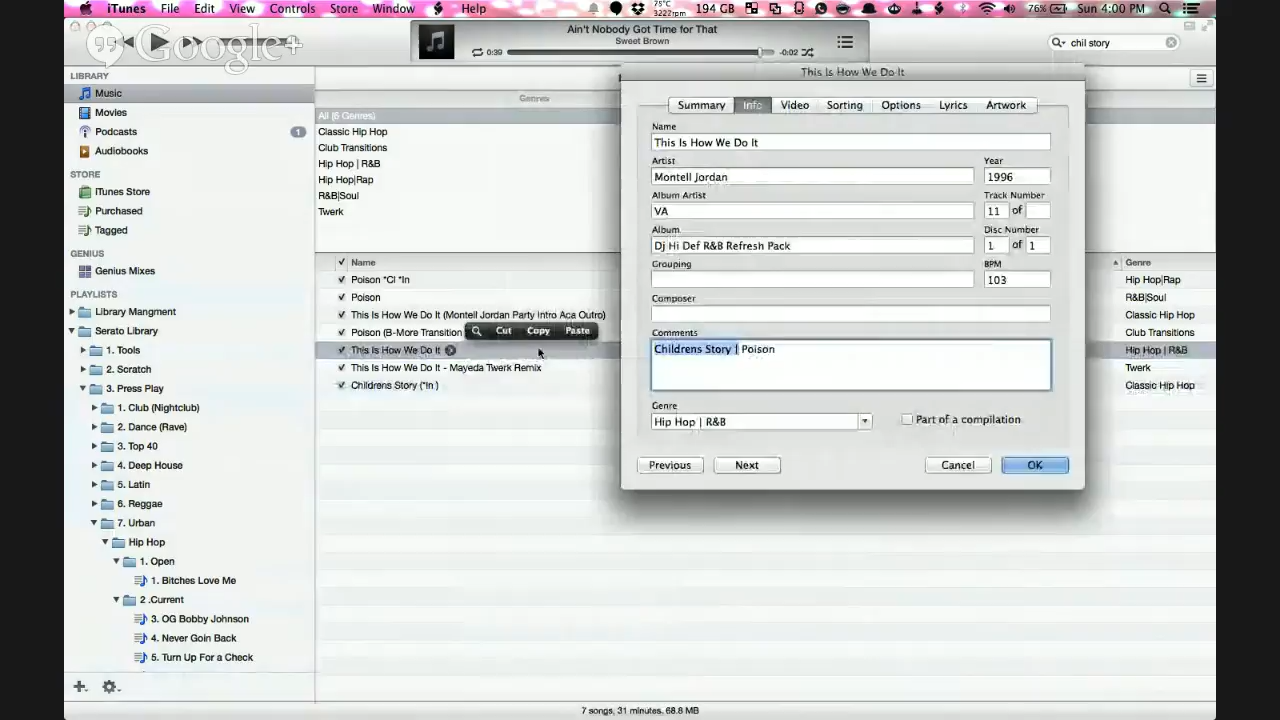 iTunes File Edit View Controls Store Window Help
75°C 3222rpm 194 GB 76% Sun 4:00 PM
Google+
Ain't Nobody Got Time for That
Sweet Brown
0:39 -0:02
chil story
LIBRARY
Music
Movies
Podcasts 1
Audiobooks
STORE
iTunes Store
Purchased
Tagged
GENIUS
Genius Mixes
PLAYLISTS
Library Mangment
Serato Library
1. Tools
2. Scratch
3. Press Play
1. Club (Nightclub)
2. Dance (Rave)
3. Top 40
4. Deep House
5. Latin
6. Reggae
7. Urban
Hip Hop
1. Open
1. Bitches Love Me
2 .Current
3. OG Bobby Johnson
4. Never Goin Back
5. Turn Up For a Check
Genres
All (6 Genres)
Classic Hip Hop
Club Transitions
Hip Hop | R&B
Hip Hop|Rap
R&B|Soul
Twerk
Name Genre
Poison *Cl *In Hip Hop|Rap
Poison R&B|Soul
This Is How We Do It (Montell Jordan Party Intro Aca Outro) Classic Hip Hop
Poison (B-More Transition Club Transitions
This Is How We Do It Hip Hop | R&B
This Is How We Do It - Mayeda Twerk Remix Twerk
Childrens Story (*In ) Classic Hip Hop
Cut Copy Paste
This Is How We Do It
Summary Info Video Sorting Options Lyrics Artwork
Name
This Is How We Do It
Artist Year
Montell Jordan 1996
Album Artist Track Number
VA 11 of
Album Disc Number
Dj Hi Def R&B Refresh Pack 1 of 1
Grouping BPM
103
Composer
Comments
Childrens Story | Poison
Genre
Hip Hop | R&B Part of a compilation
Previous Next Cancel OK
7 songs, 31 minutes, 68.8 MB